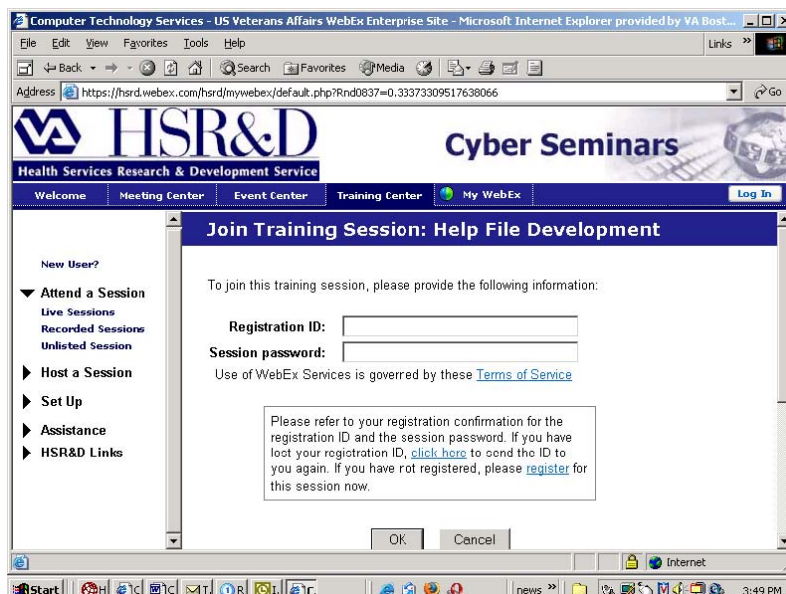 Computer Technology Services - US Veterans Affairs WebEx Enterprise Site - Microsoft Internet Explorer provided by VA Bost...
File Edit View Favorites Tools Help Links »
Back Search Favorites Media
Address https://hsrd.webex.com/hsrd/mywebex/default.php?Rnd0837=0.33373309517638066 Go
VA HSR&D Cyber Seminars
Health Services Research & Development Service
Welcome Meeting Center Event Center Training Center My WebEx Log In
Join Training Session: Help File Development
New User?
Attend a Session
Live Sessions
Recorded Sessions
Unlisted Session
Host a Session
Set Up
Assistance
HSR&D Links
To join this training session, please provide the following information:
Registration ID:
Session password:
Use of WebEx Services is governed by these Terms of Service
Please refer to your registration confirmation for the
registration ID and the session password. If you have
lost your registration ID, click here to send the ID to
you again. If you have not registered, please register for
this session now.
OK Cancel
Internet
Start news » 3:49 PM